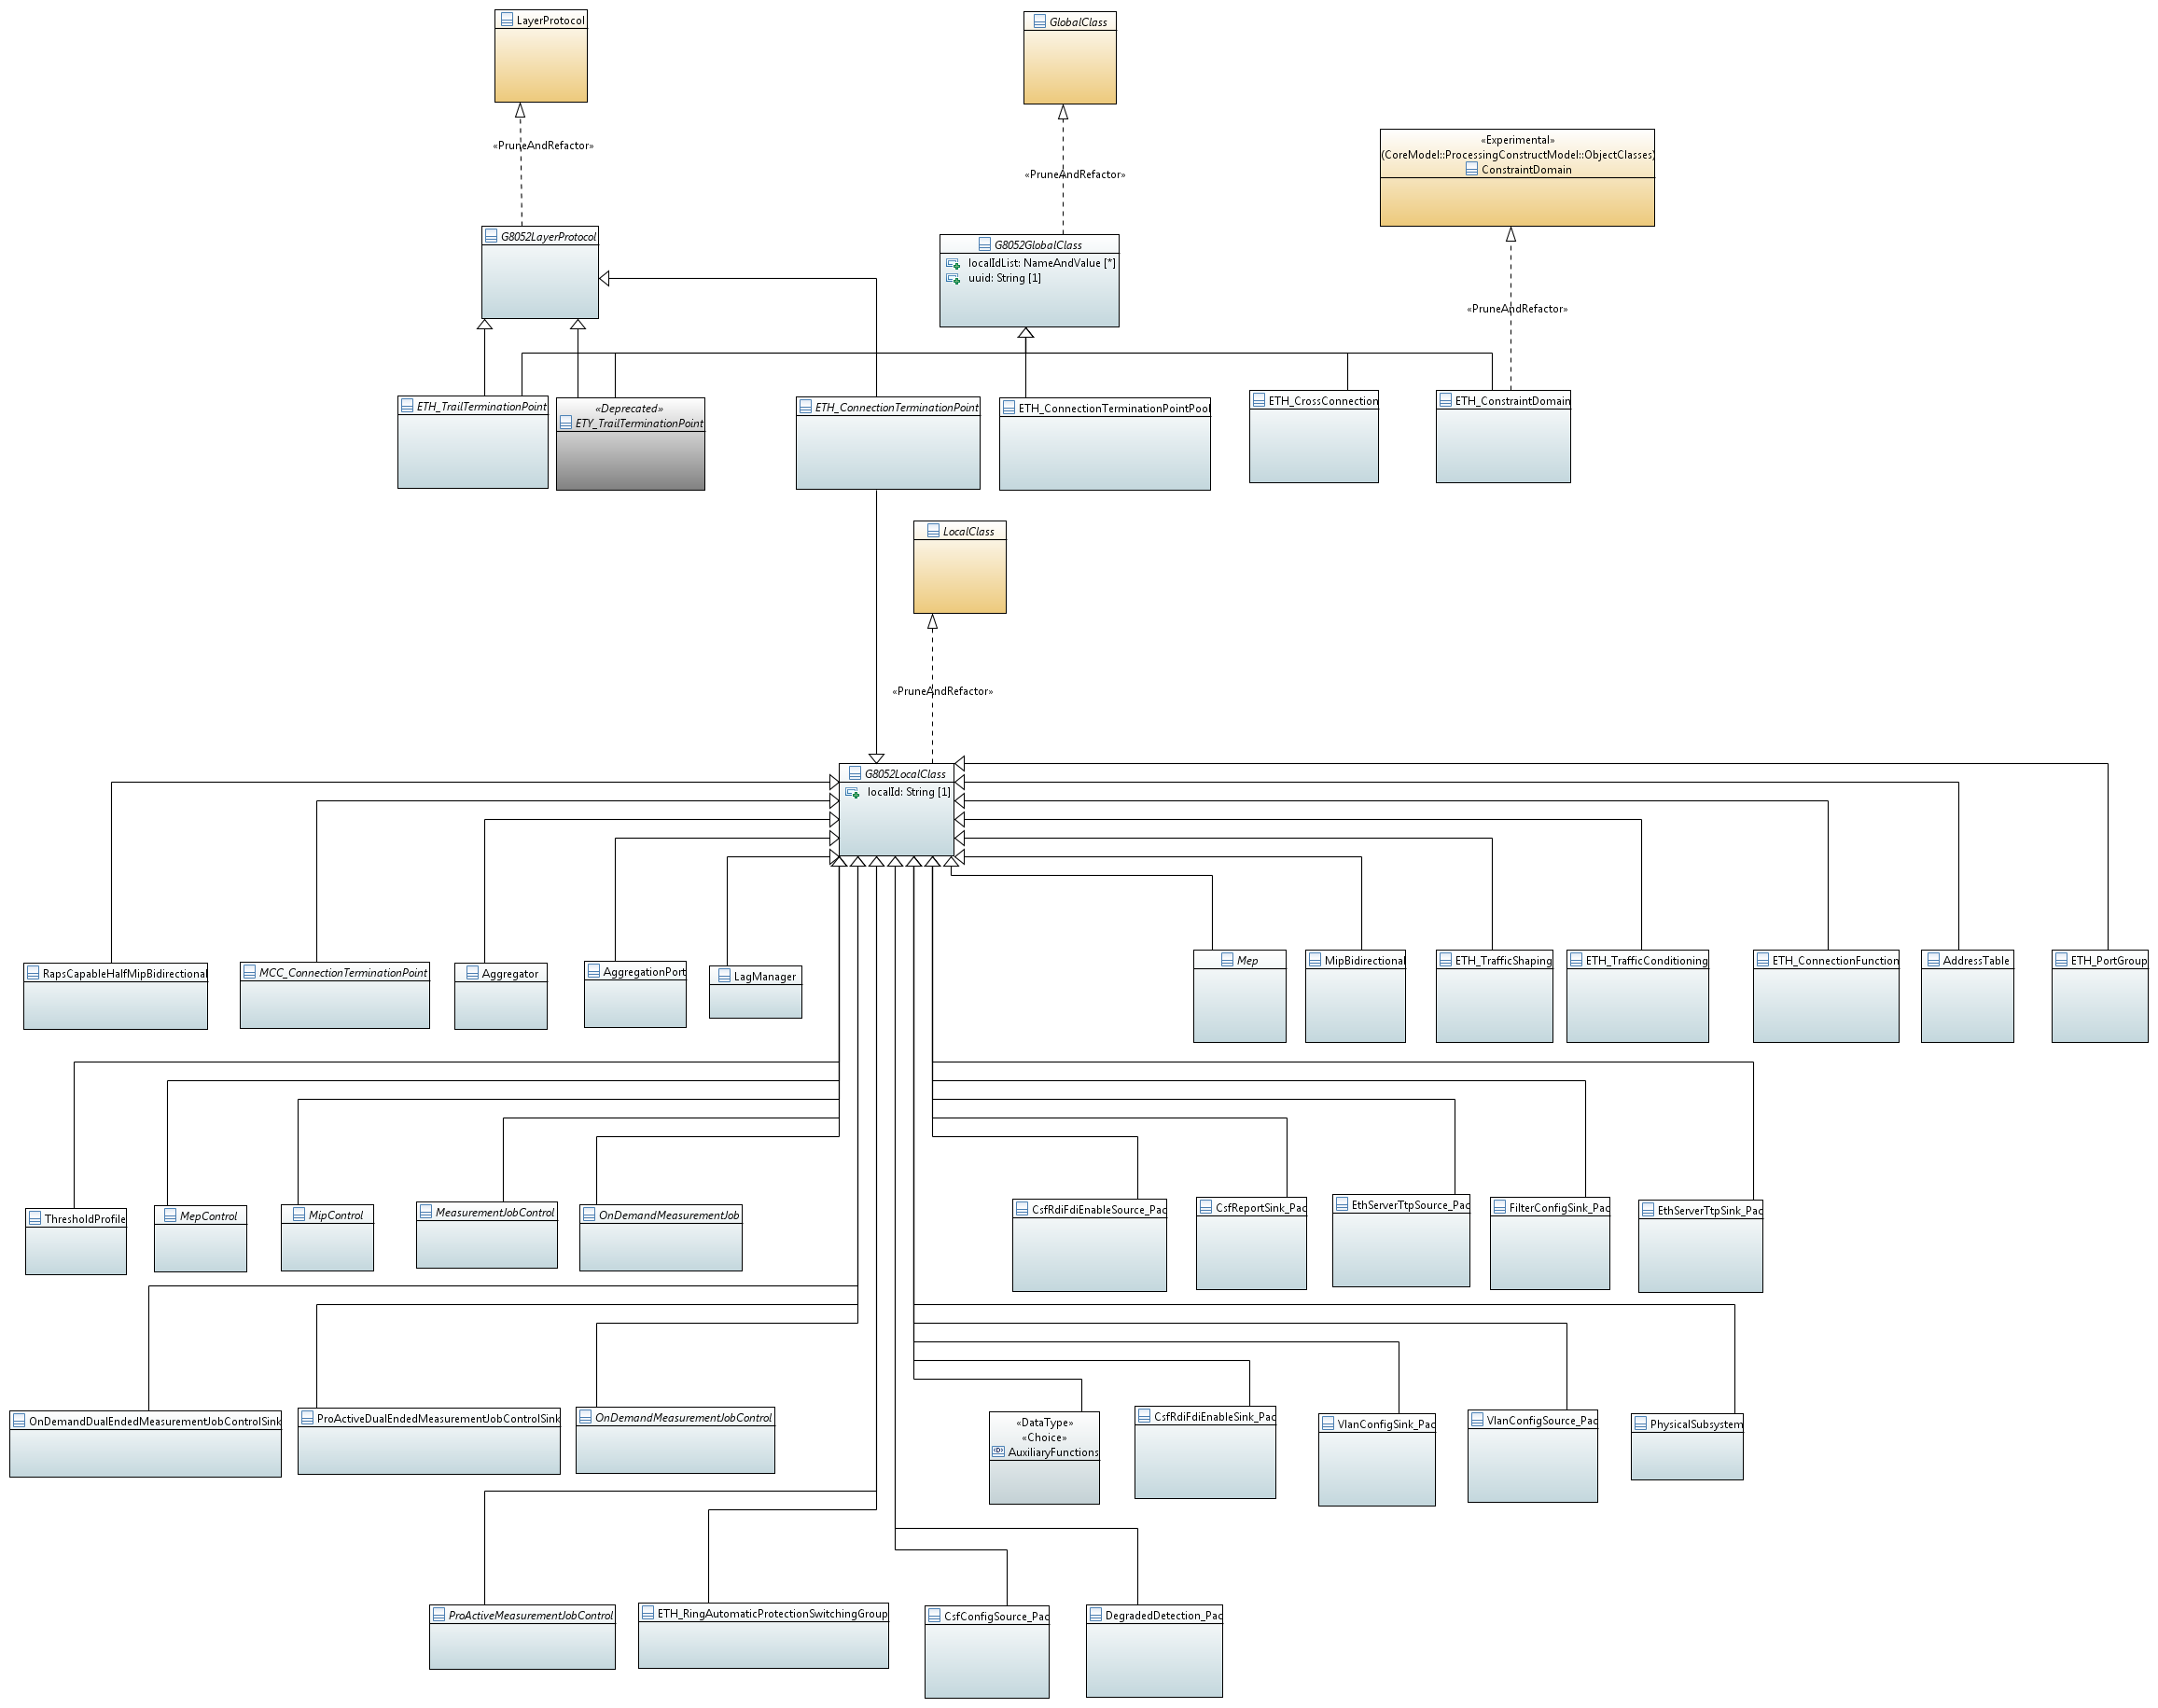 LayerProtocol
GlobalClass
«Experimental»
(CoreModel::ProcessingConstructModel::ObjectClasses)
ConstraintDomain
«PruneAndRefactor»
«PruneAndRefactor»
«PruneAndRefactor»
G8052LayerProtocol
G8052GlobalClass
localIdList: NameAndValue [*]
uuid: String [1]
ETH_TrailTerminationPoint
«Deprecated»
ETY_TrailTerminationPoint
ETH_ConnectionTerminationPoint
ETH_ConnectionTerminationPointPool
ETH_CrossConnection
ETH_ConstraintDomain
LocalClass
«PruneAndRefactor»
G8052LocalClass
localId: String [1]
RapsCapableHalfMipBidirectional
MCC_ConnectionTerminationPoint
Aggregator
AggregationPort
LagManager
Mep
MipBidirectional
ETH_TrafficShaping
ETH_TrafficConditioning
ETH_ConnectionFunction
AddressTable
ETH_PortGroup
ThresholdProfile
MepControl
MipControl
MeasurementJobControl
OnDemandMeasurementJob
CsfRdiFdiEnableSource_Pac
CsfReportSink_Pac
EthServerTtpSource_Pac
FilterConfigSink_Pac
EthServerTtpSink_Pac
OnDemandDualEndedMeasurementJobControlSink
ProActiveDualEndedMeasurementJobControlSink
OnDemandMeasurementJobControl
«DataType»
«Choice»
AuxiliaryFunctions
CsfRdiFdiEnableSink_Pac
VlanConfigSink_Pac
VlanConfigSource_Pac
PhysicalSubsystem
ProActiveMeasurementJobControl
ETH_RingAutomaticProtectionSwitchingGroup
CsfConfigSource_Pac
DegradedDetection_Pac